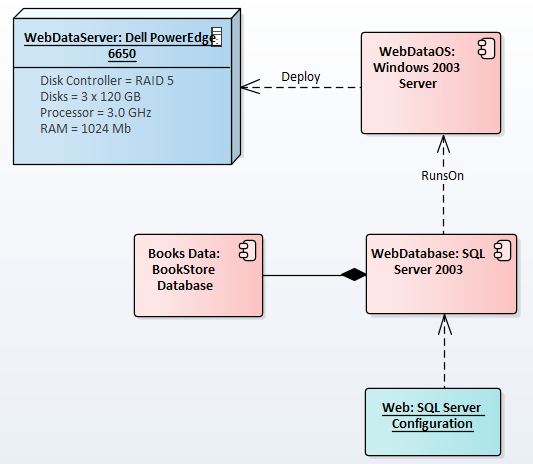 WebDataServer: Dell PowerEdge
6650
Disk Controller = RAID 5
Disks = 3 x 120 GB
Processor = 3.0 GHz
RAM = 1024 Mb
Deploy
WebDataOS:
Windows 2003
Server
RunsOn
Books Data:
BookStore
Database
WebDatabase: SQL
Server 2003
Web: SQL Server
Configuration